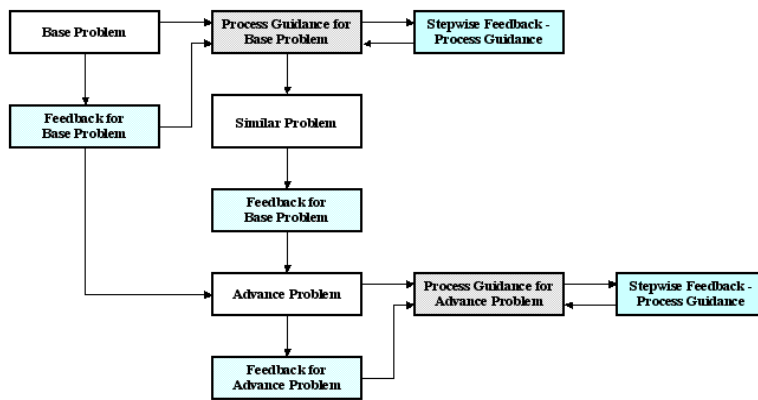 Base Problem
Process Guidance for
Base Problem
Stepwise Feedback -
Process Guidance
Feedback for
Base Problem
Similar Problem
Feedback for
Base Problem
Advance Problem
Process Guidance for
Advance Problem
Stepwise Feedback -
Process Guidance
Feedback for
Advance Problem